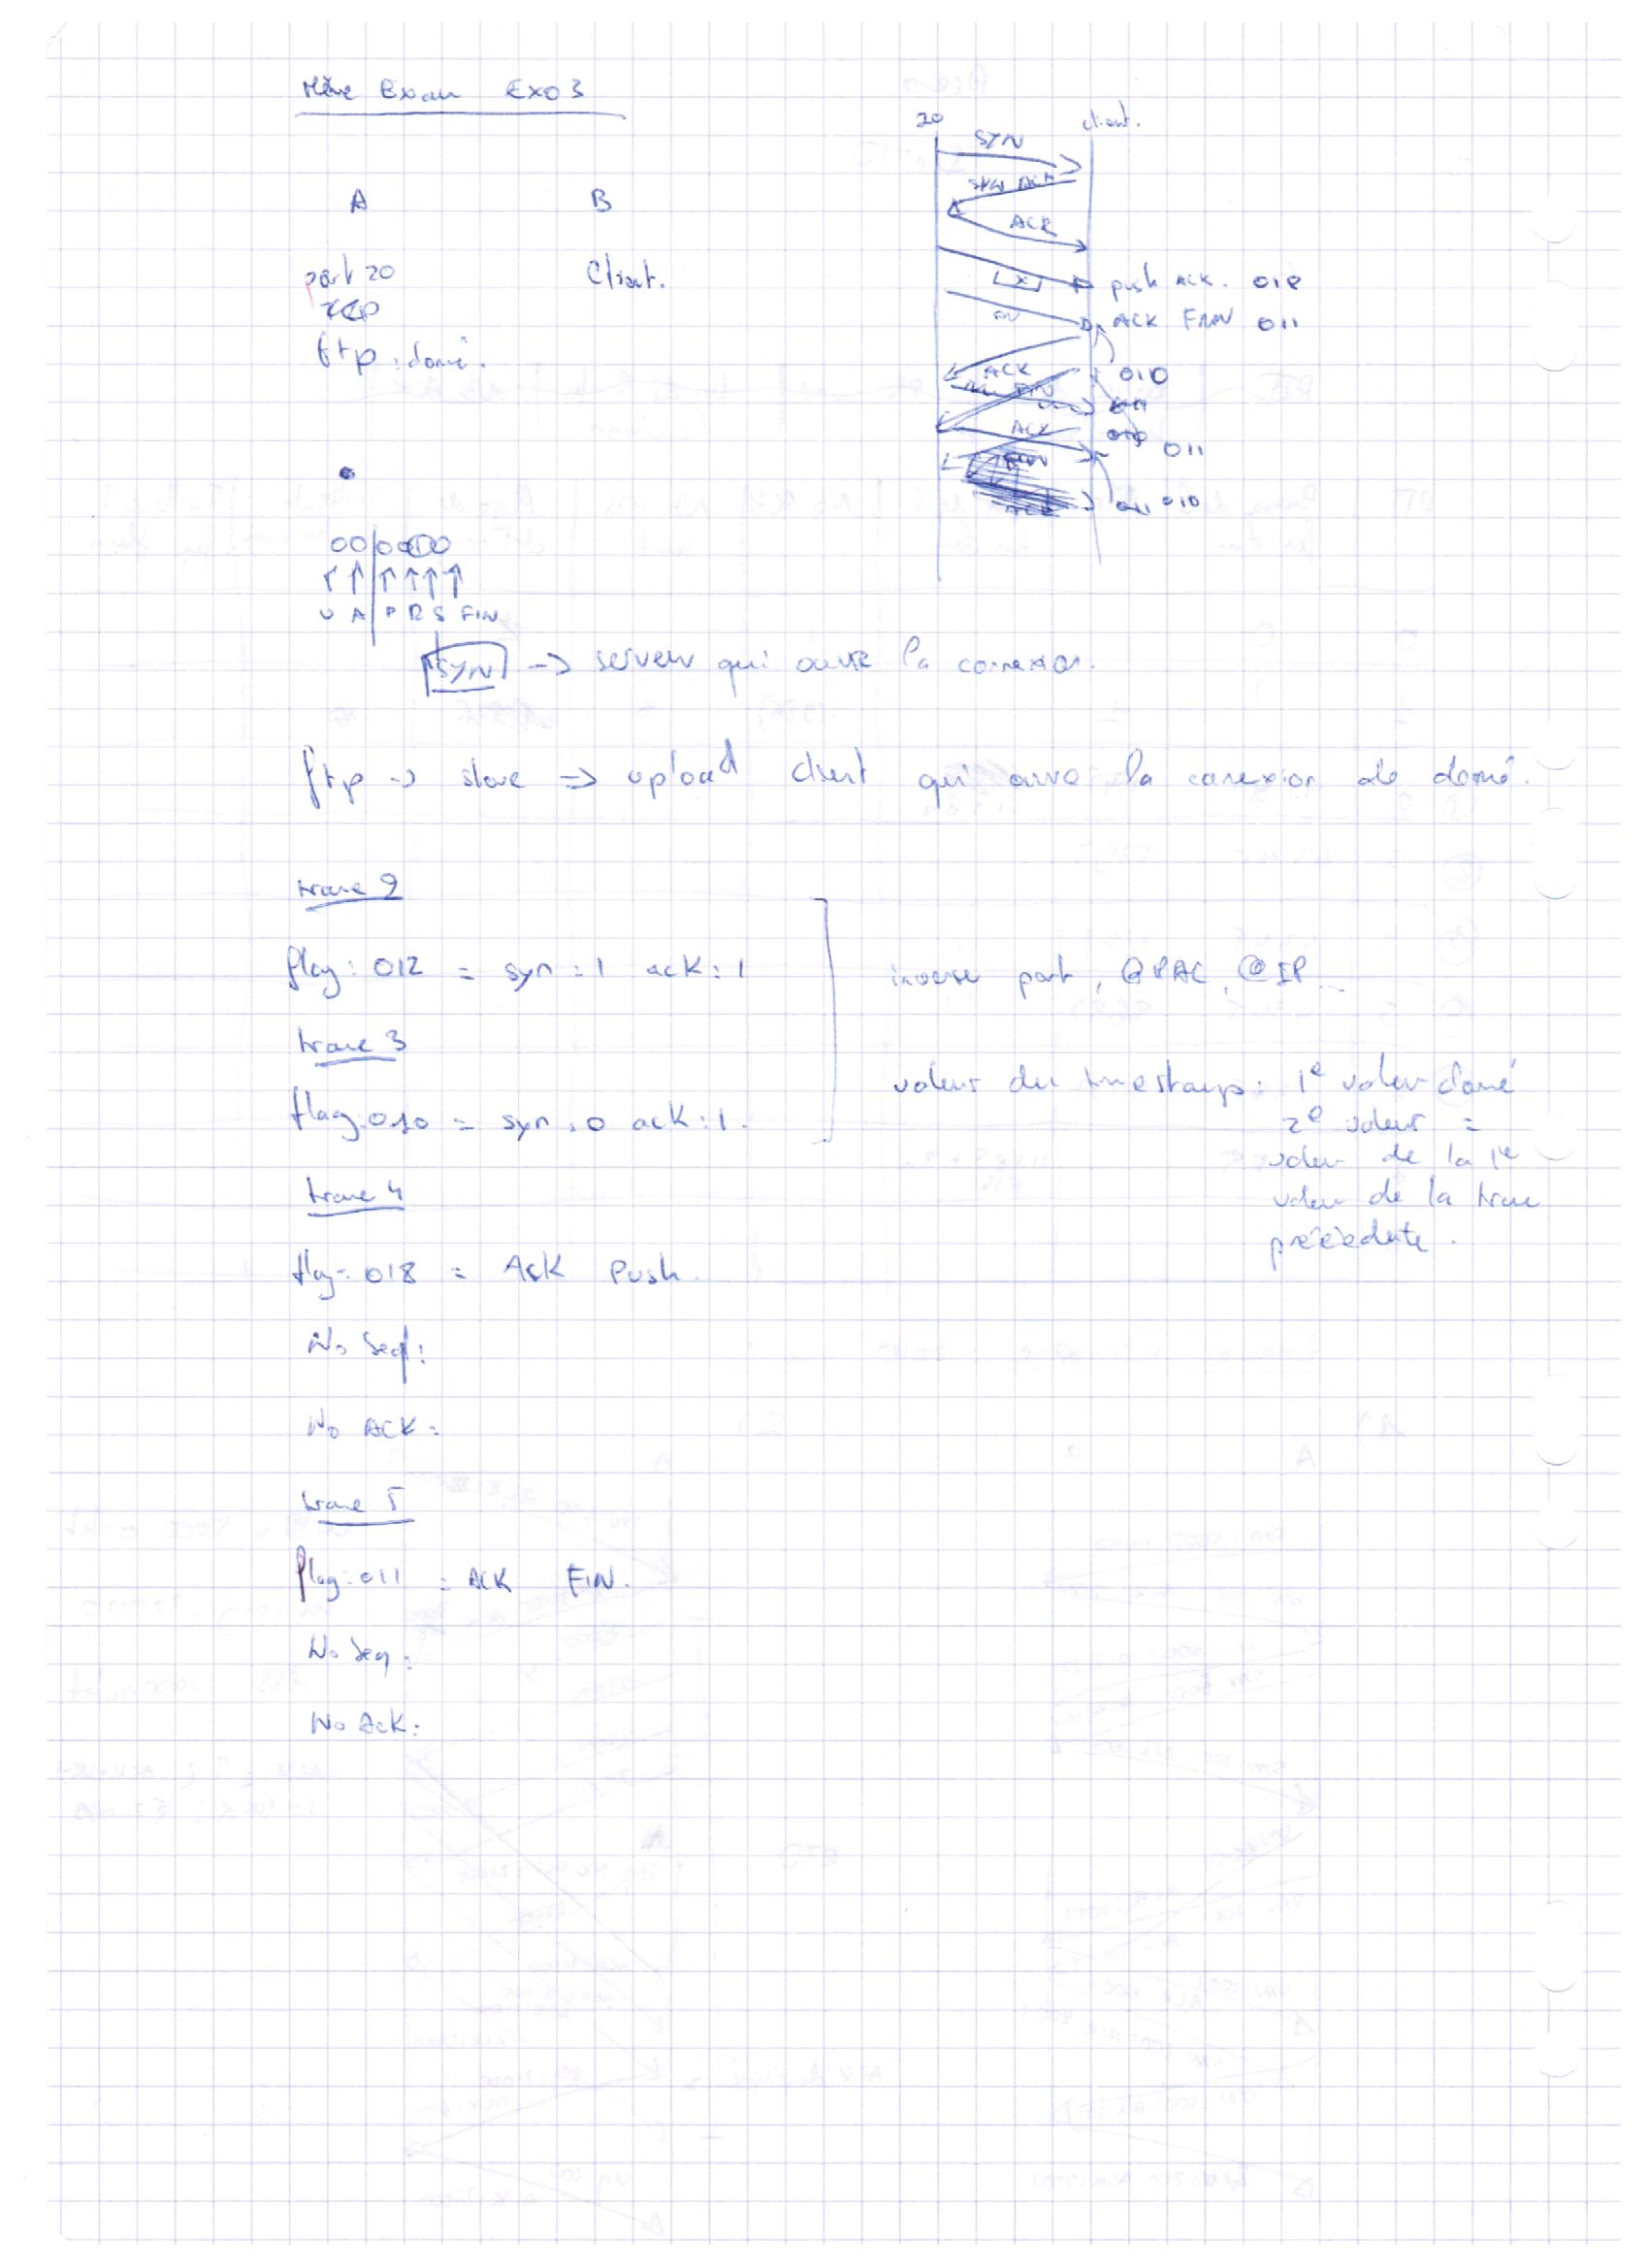 Même Exam Exo 3
A B
port 20 Client.
TCP
ftp : donné.
00|0000
U A P R S FIN
SYN -> serveur qui ouvre la connexion.
ftp -> slave => upload client qui ouvre la connexion de donné.
trame 2
flag : 012 = syn : 1 ack : 1
trame 3
flag : 010 = syn : 0 ack : 1.
trame 4
flag : 018 = Ack Push.
No Seq :
No ACK :
trame 5
flag : 011 = ACK FIN.
No Seq :
No Ack :
inverse port, @MAC, @IP...
valeur du timestamp : 1e valeur donné
2e valeur =
valeur de la 1e
valeur de la trame
précédente.
20 client.
SYN
SYN ACK
ACK
push ACK. 018
FIN
ACK FIN 011
ACK 010
FIN
ACK 011
010